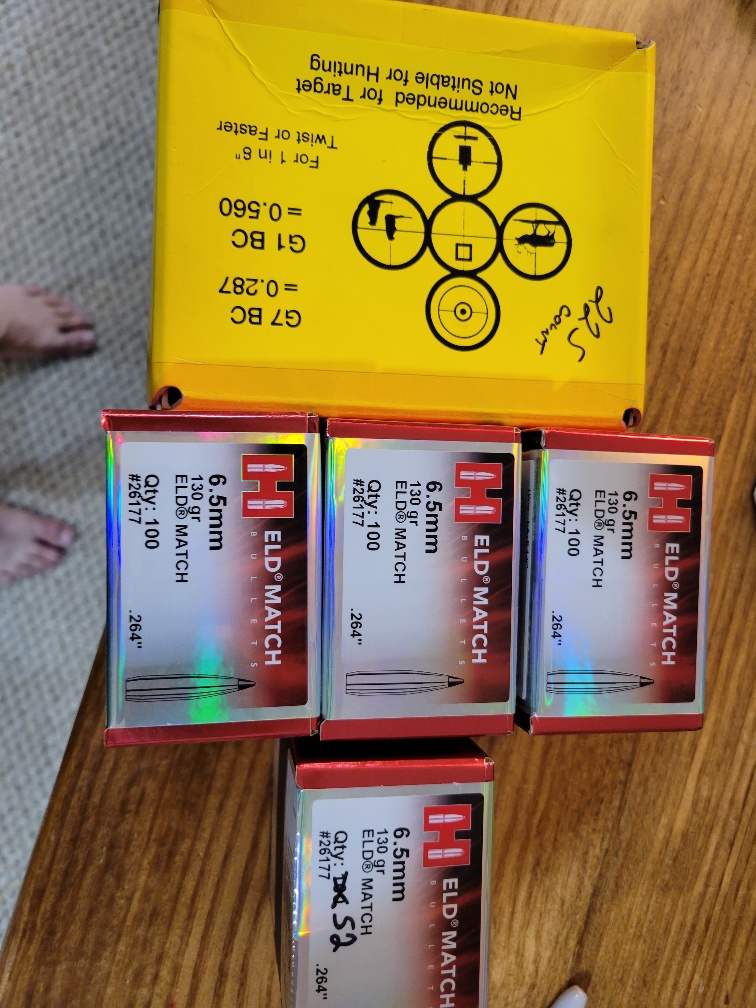 Recommended for Target
Not Suitable for Hunting
For 1 in 8"
Twist or Faster
G1 BC
= 0.560
G7 BC
= 0.287
225
COUNT
H
ELD® MATCH
BULLETS
6.5mm
130 gr
ELD® MATCH
Qty: 100
#26177
.264"
H
ELD® MATCH
BULLETS
6.5mm
130 gr
ELD® MATCH
Qty: 100
#26177
.264"
H
ELD® MATCH
BULLETS
6.5mm
130 gr
ELD® MATCH
Qty: 100
#26177
.264"
H
ELD® MATCH
BULLET
6.5mm
130 gr
ELD® MATCH
Qty: 52
#26177
.264"